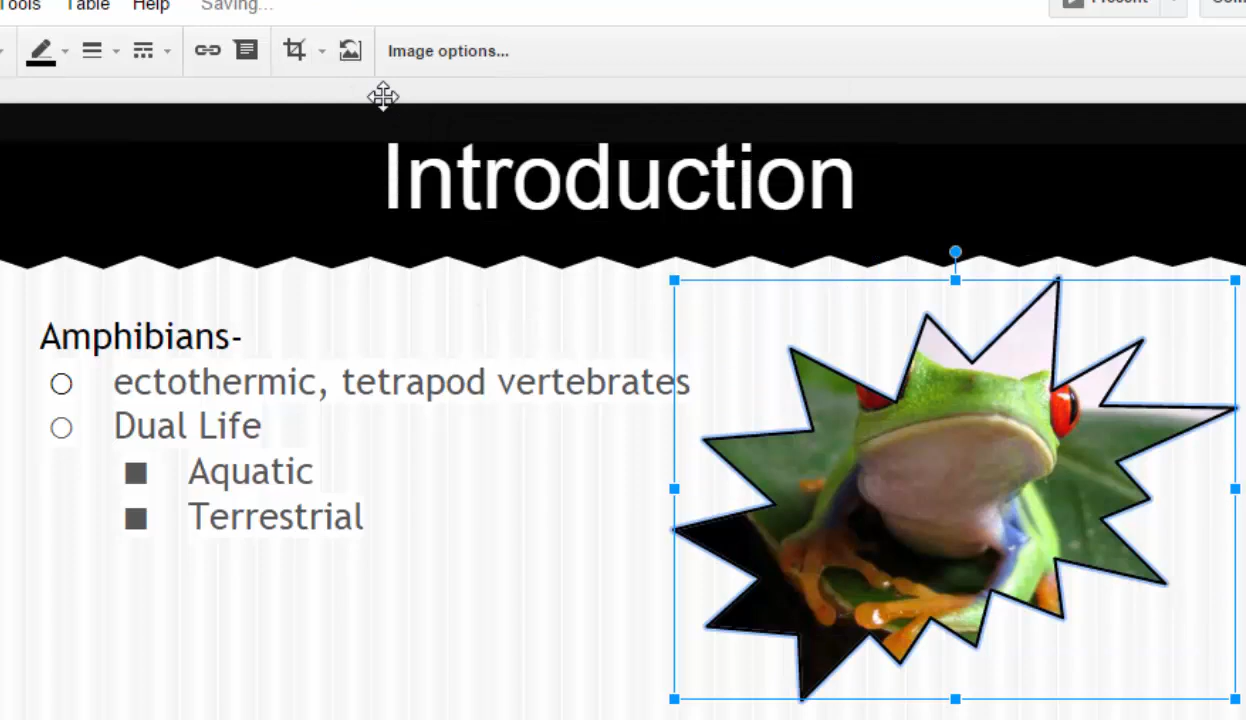 Tools Table Help Saving...
Present
Image options...
Introduction
Amphibians-
ectothermic, tetrapod vertebrates
Dual Life
Aquatic
Terrestrial